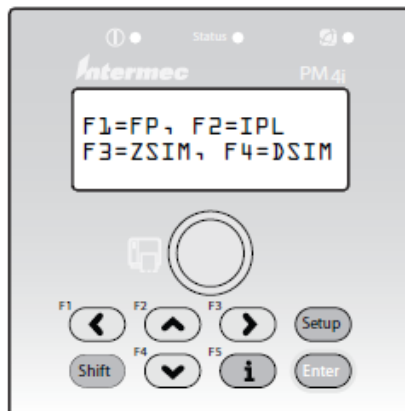 Status
Intermec
PM4i
F1=FP, F2=IPL
F3=ZSIM, F4=DSIM
F1 F2 F3
Setup
Shift F4 F5 i Enter